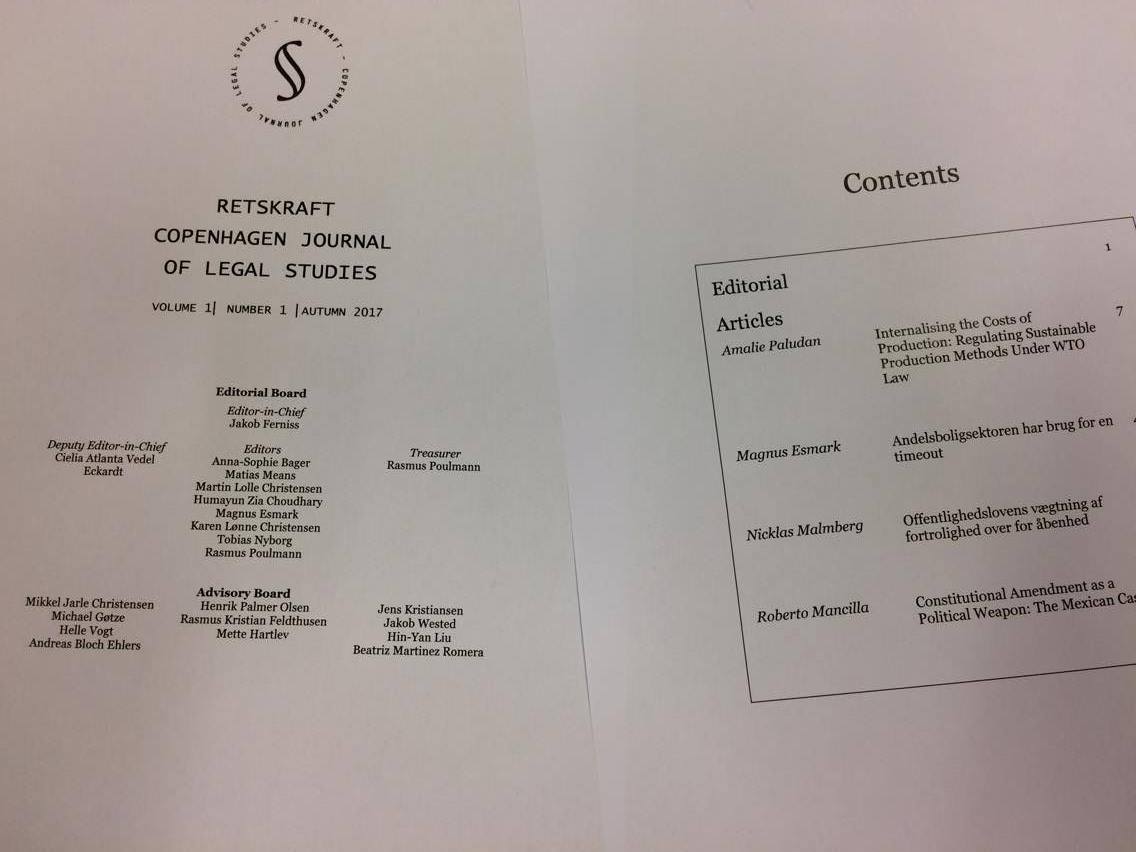 RETSKRAFT – COPENHAGEN JOURNAL OF LEGAL STUDIES –
RETSKRAFT
COPENHAGEN JOURNAL
OF LEGAL STUDIES
VOLUME 1| NUMBER 1 |AUTUMN 2017
Editorial Board
Editor-in-Chief
Jakob Ferniss
Deputy Editor-in-Chief
Cielia Atlanta Vedel
Eckardt
Editors
Anna-Sophie Bager
Matias Means
Martin Lolle Christensen
Humayun Zia Choudhary
Magnus Esmark
Karen Lønne Christensen
Tobias Nyborg
Rasmus Poulmann
Treasurer
Rasmus Poulmann
Advisory Board
Mikkel Jarle Christensen
Michael Gøtze
Helle Vogt
Andreas Bloch Ehlers
Henrik Palmer Olsen
Rasmus Kristian Feldthusen
Mette Hartlev
Jens Kristiansen
Jakob Wested
Hin-Yan Liu
Beatriz Martinez Romera
Contents
Editorial 1
Articles
Amalie Paludan
Internalising the Costs of 7
Production: Regulating Sustainable
Production Methods Under WTO
Law
Magnus Esmark
Andelsboligsektoren har brug for en
timeout
Nicklas Malmberg
Offentlighedslovens vægtning af
fortrolighed over for åbenhed
Roberto Mancilla
Constitutional Amendment as a
Political Weapon: The Mexican Cas